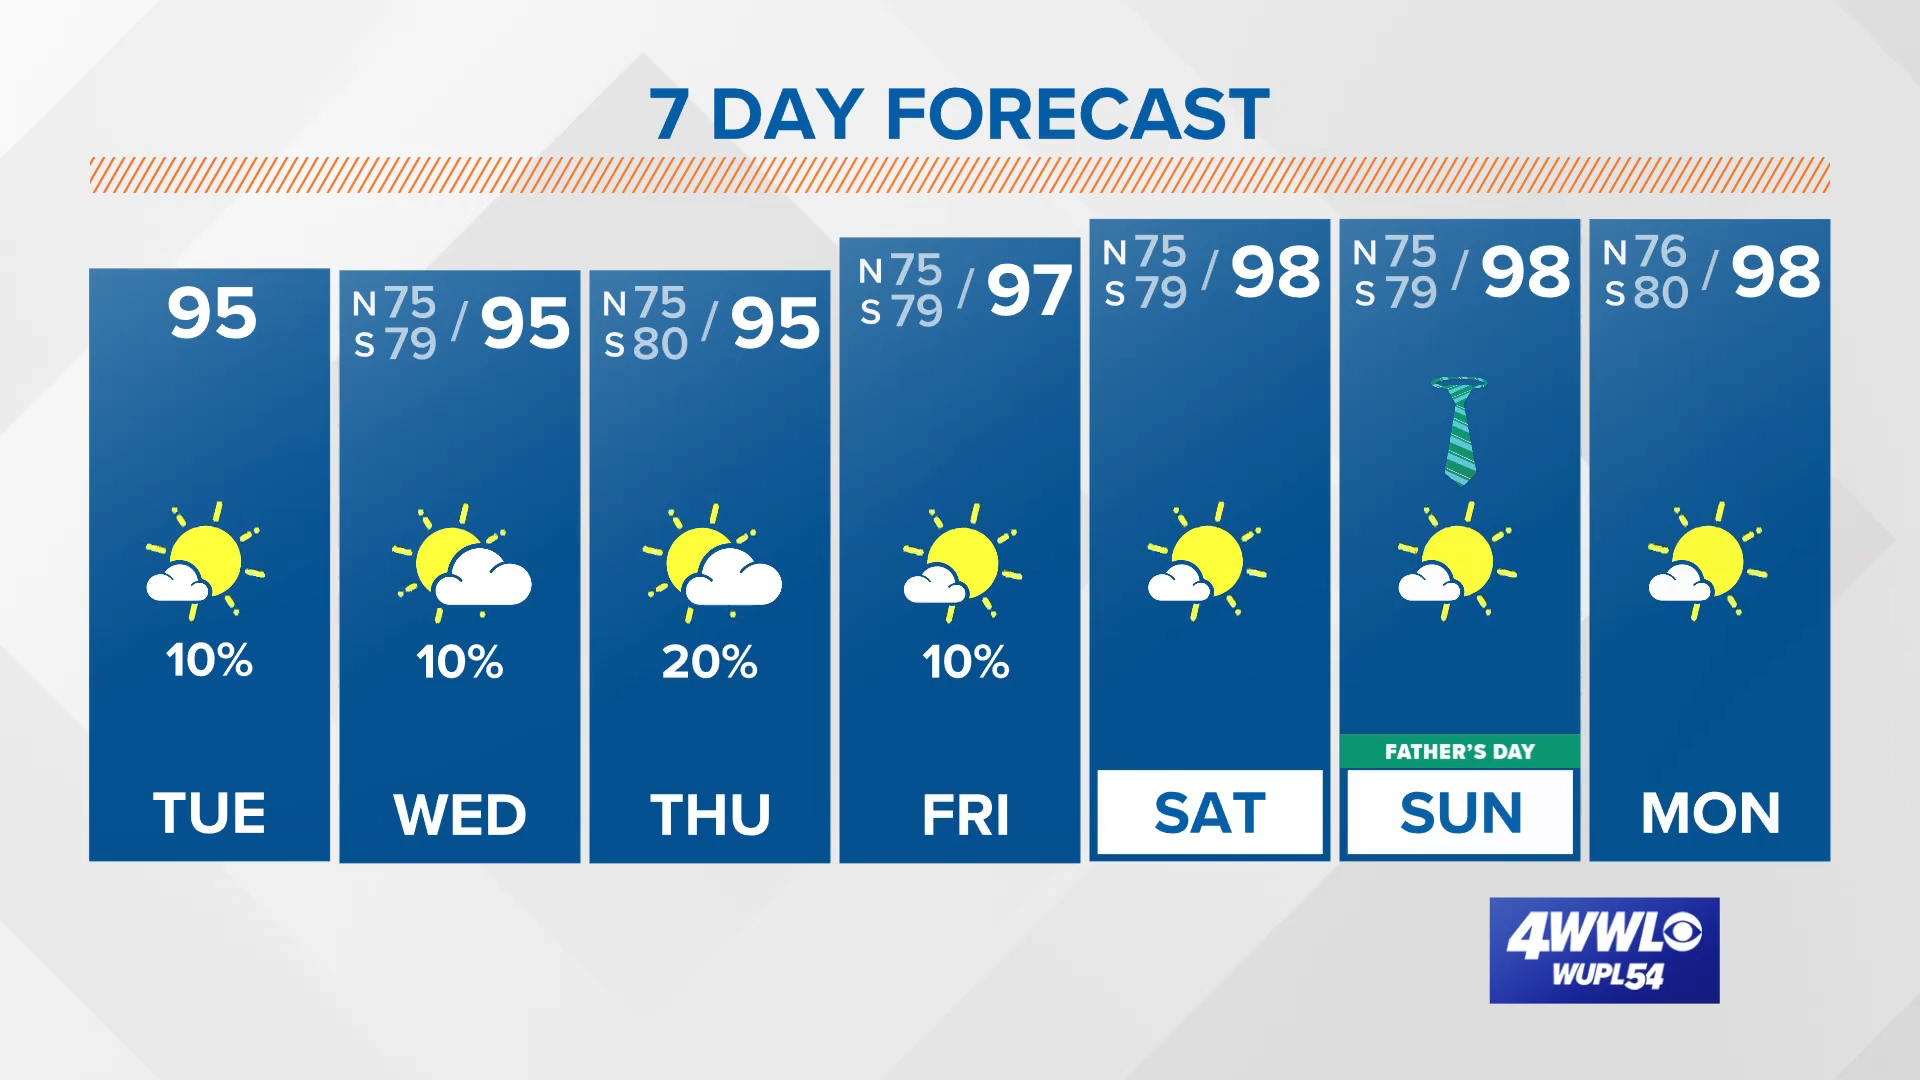 7 DAY FORECAST
95
10%
TUE
N 75 / 95
S 79
10%
WED
N 75 / 95
S 80
20%
THU
N 75 / 97
S 79
10%
FRI
N 75 / 98
S 79
SAT
N 75 / 98
S 79
FATHER'S DAY
SUN
N 76 / 98
S 80
MON
4WWL
WUPL54